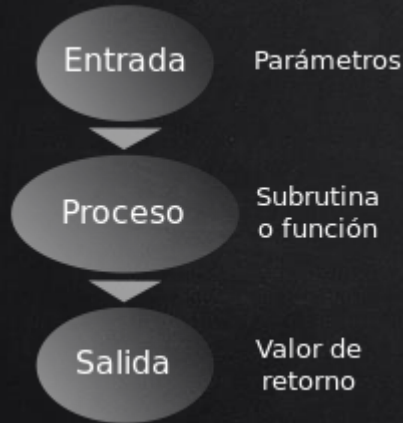 Entrada
Parámetros
Proceso
Subrutina
o función
Salida
Valor de
retorno